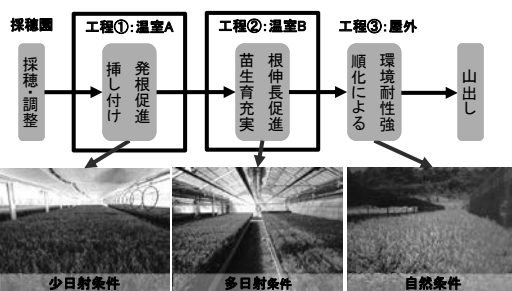 採穂園
工程①：温室A
工程②：温室B
工程③：屋外
採穂・調整
挿し付け
発根促進
苗生育充実
根伸長促進
順化による
環境耐性強
山出し
少日射条件
多日射条件
自然条件